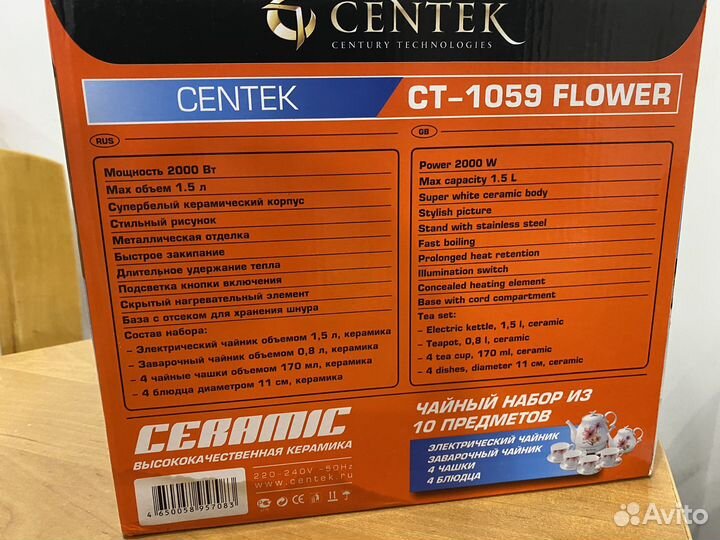 CENTEK
CENTURY TECHNOLOGIES
CENTEK
CT-1059 FLOWER
RUS
Мощность 2000 Вт
Мах объем 1.5 л
Супербелый керамический корпус
Стильный рисунок
Металлическая отделка
Быстрое закипание
Длительное удержание тепла
Подсветка кнопки включения
Скрытый нагревательный элемент
База с отсеком для хранения шнура
Состав набора:
– Электрический чайник объемом 1,5 л, керамика
– Заварочный чайник объемом 0,8 л, керамика
– 4 чайные чашки объемом 170 мл, керамика
– 4 блюдца диаметром 11 см, керамика
GB
Power 2000 W
Max capacity 1.5 L
Super white ceramic body
Stylish picture
Stand with stainless steel
Fast boiling
Prolonged heat retention
Illumination switch
Concealed heating element
Base with cord compartment
Tea set:
– Electric kettle, 1,5 l, ceramic
– Teapot, 0,8 l, ceramic
– 4 tea cup, 170 ml, ceramic
– 4 dishes, diameter 11 см, ceramic
CERAMIC
ВЫСОКОКАЧЕСТВЕННАЯ КЕРАМИКА
220-240V ~50Hz
www.centek.ru
4 650058 957083
ЧАЙНЫЙ НАБОР ИЗ
10 ПРЕДМЕТОВ
ЭЛЕКТРИЧЕСКИЙ ЧАЙНИК
ЗАВАРОЧНЫЙ ЧАЙНИК
4 ЧАШКИ
4 БЛЮДЦА
Avito